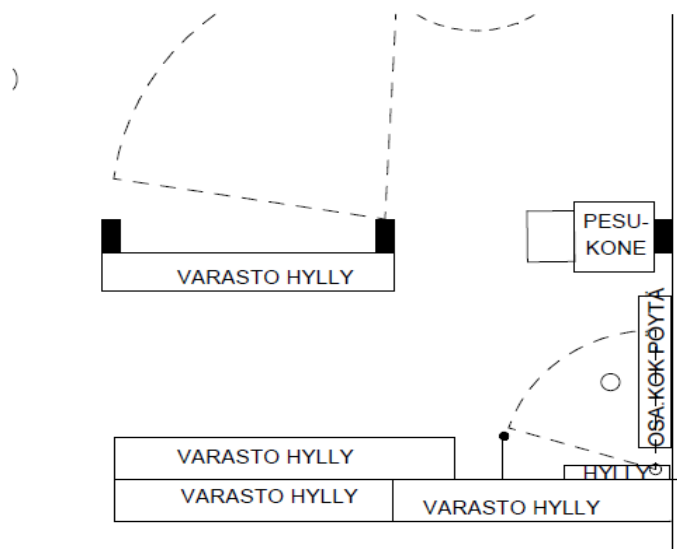 PESU-
KONE
VARASTO HYLLY
OSA.KOK.PÖYTÄ
VARASTO HYLLY
HYLLY
VARASTO HYLLY
VARASTO HYLLY